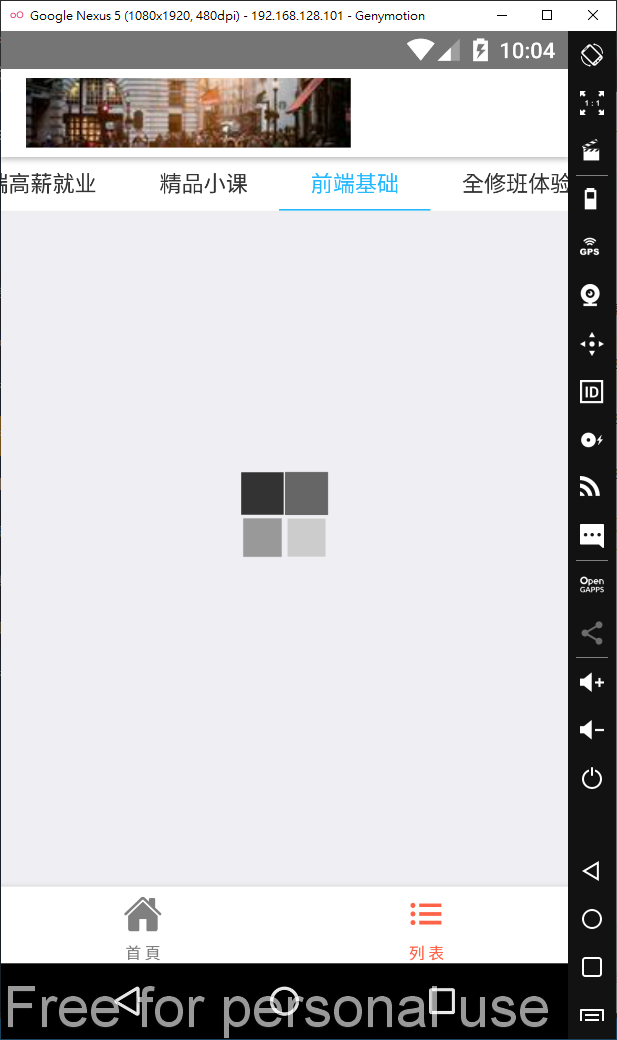 Google Nexus 5 (1080x1920, 480dpi) - 192.168.128.101 - Genymotion
10:04
端高薪就业 精品小课 前端基础 全修班体验
1:1
GPS
ID
Open
GAPPS
首頁 列表
Free for personal use